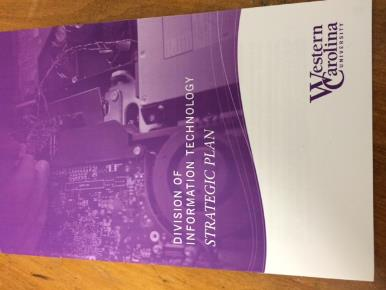 DIVISION OF
INFORMATION TECHNOLOGY
STRATEGIC PLAN
Western
Carolina
UNIVERSITY